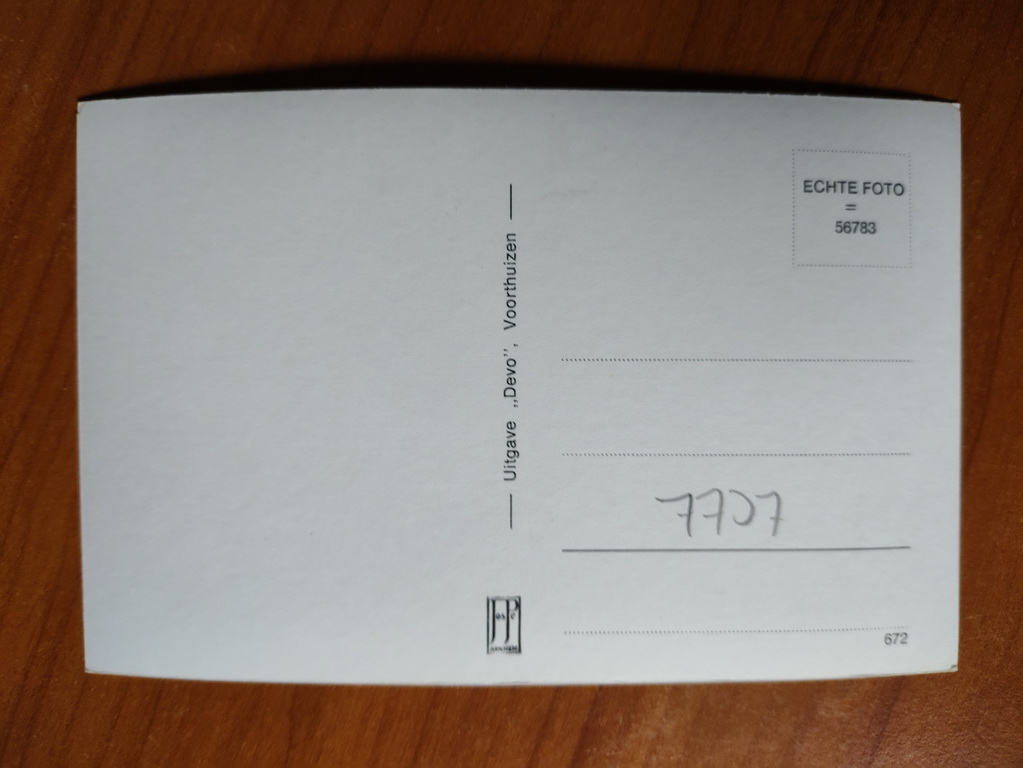 ECHTE FOTO
=
56783
— Uitgave „Devo”, Voorthuizen —
7707
672